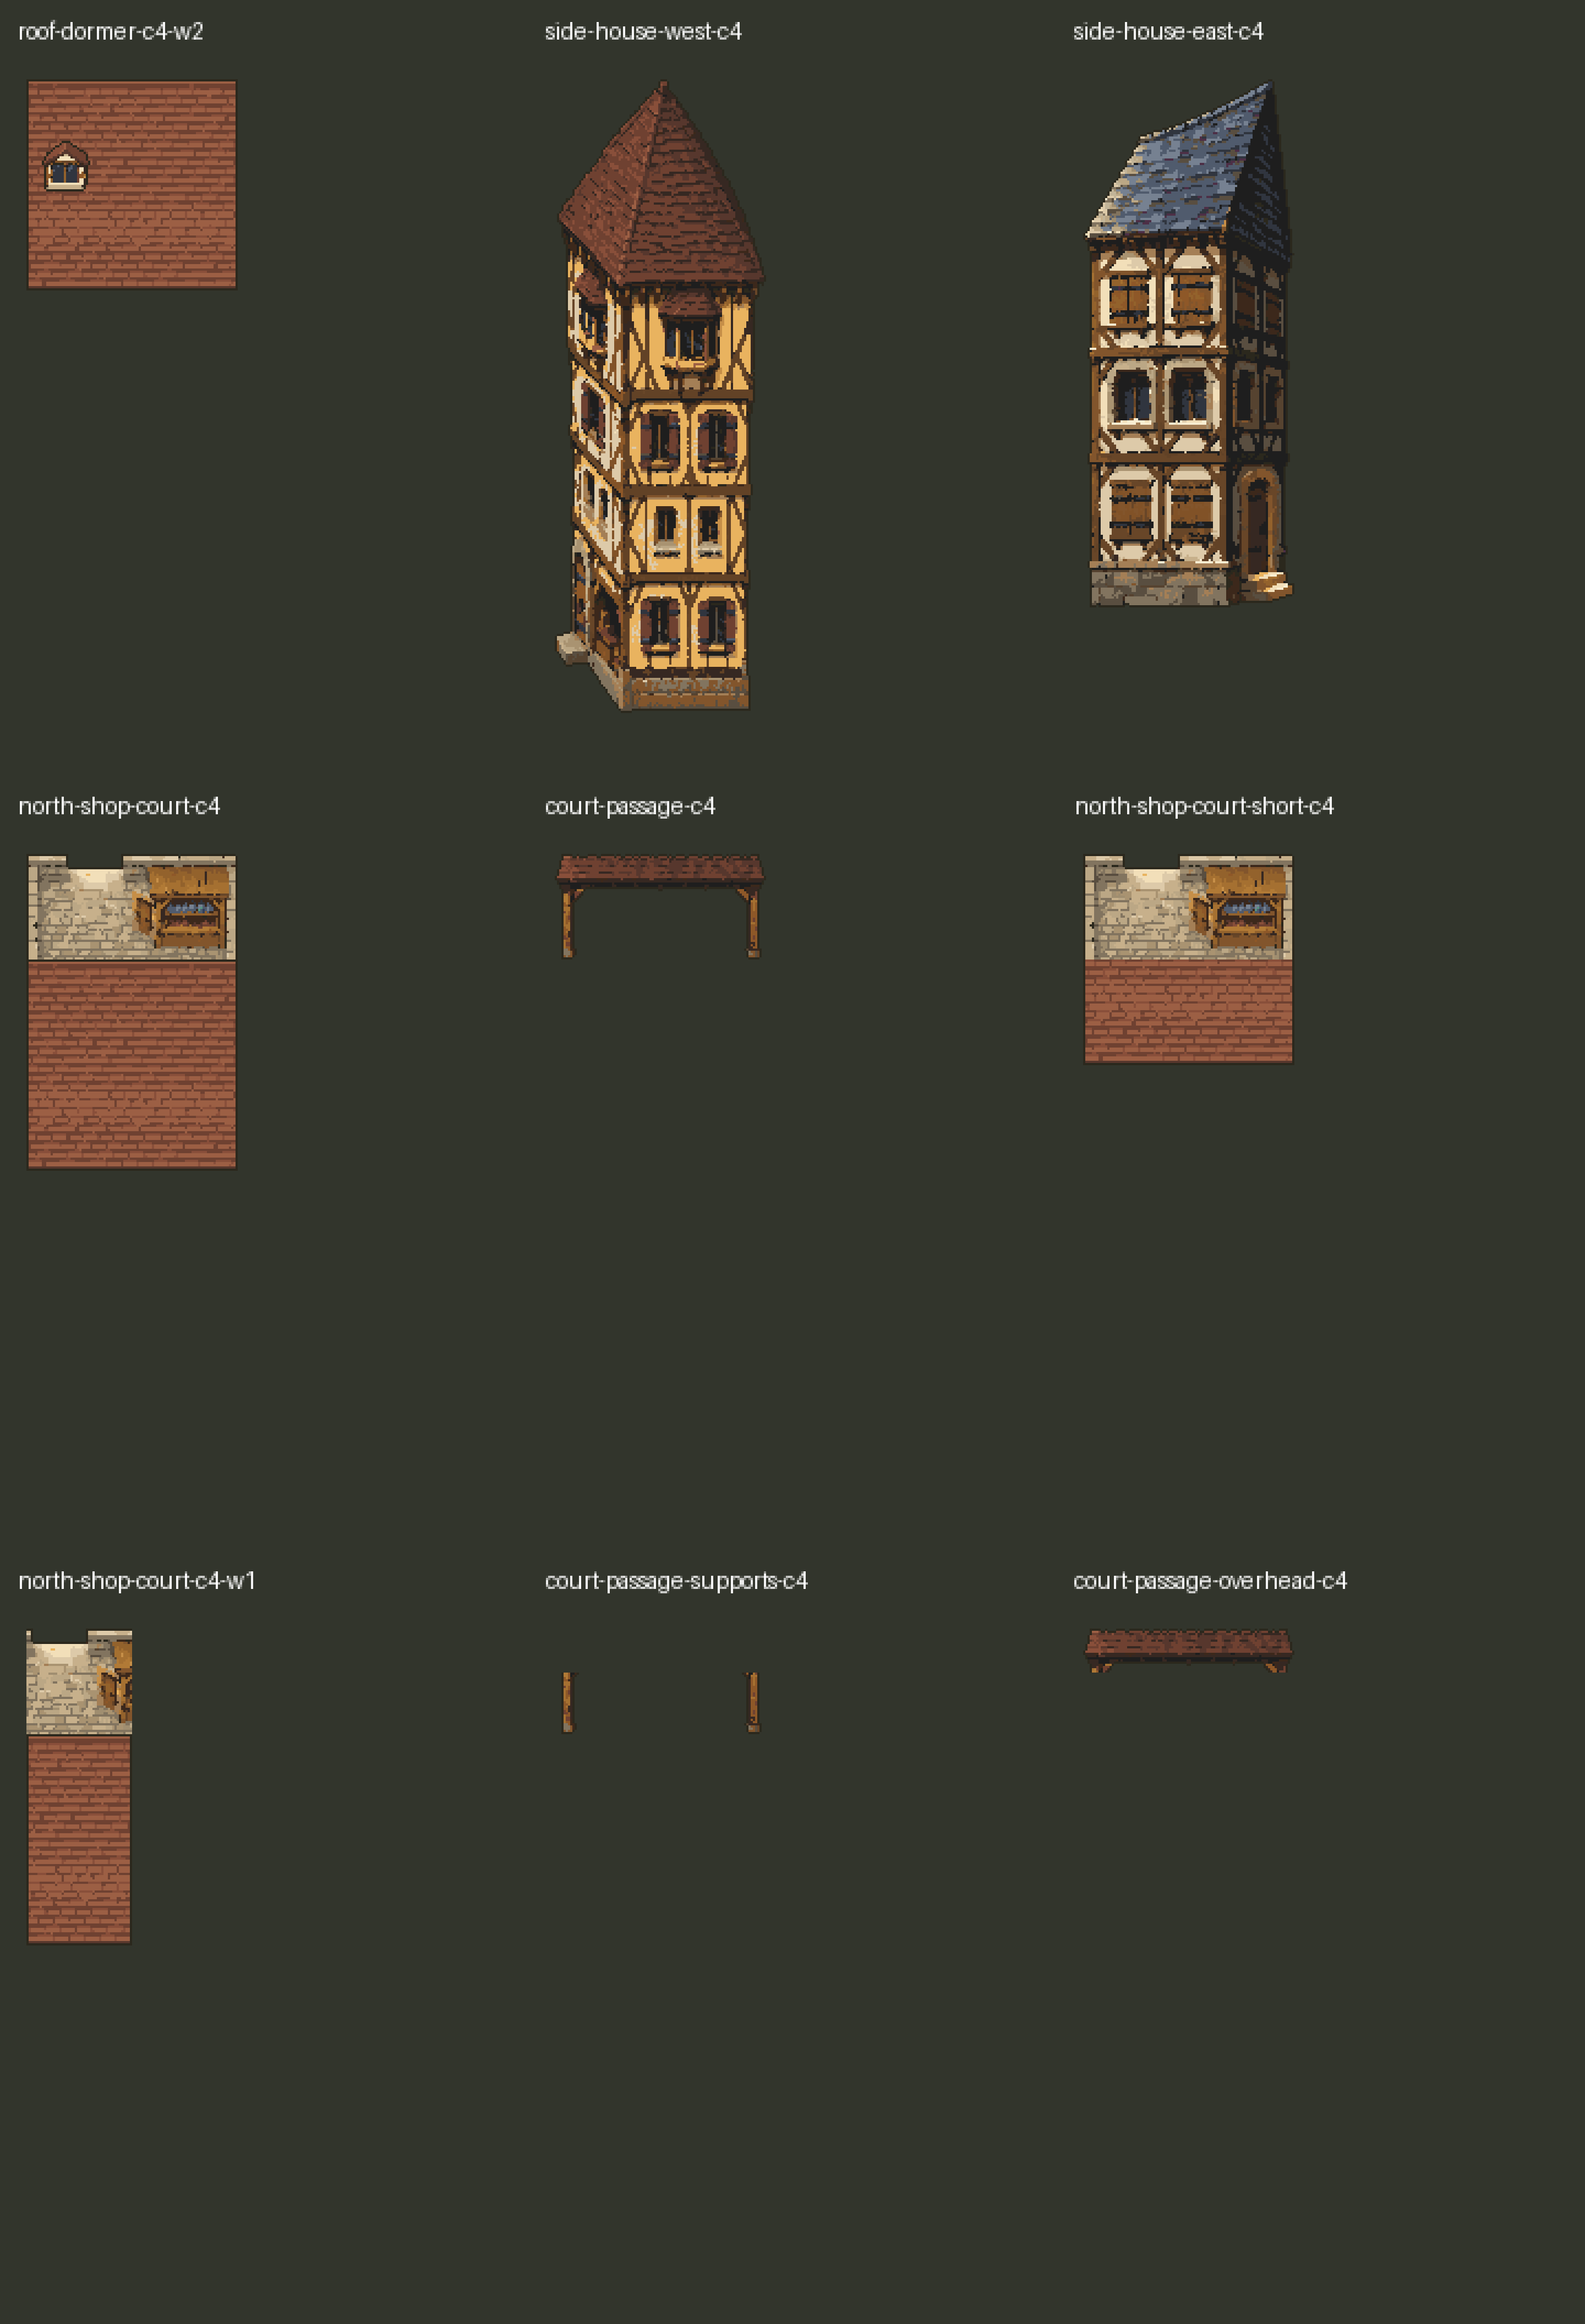 roof-dormer-c4-w2
side-house-west-c4
side-house-east-c4
north-shop-court-c4
court-passage-c4
north-shop-court-short-c4
north-shop-court-c4-w1
court-passage-supports-c4
court-passage-overhead-c4